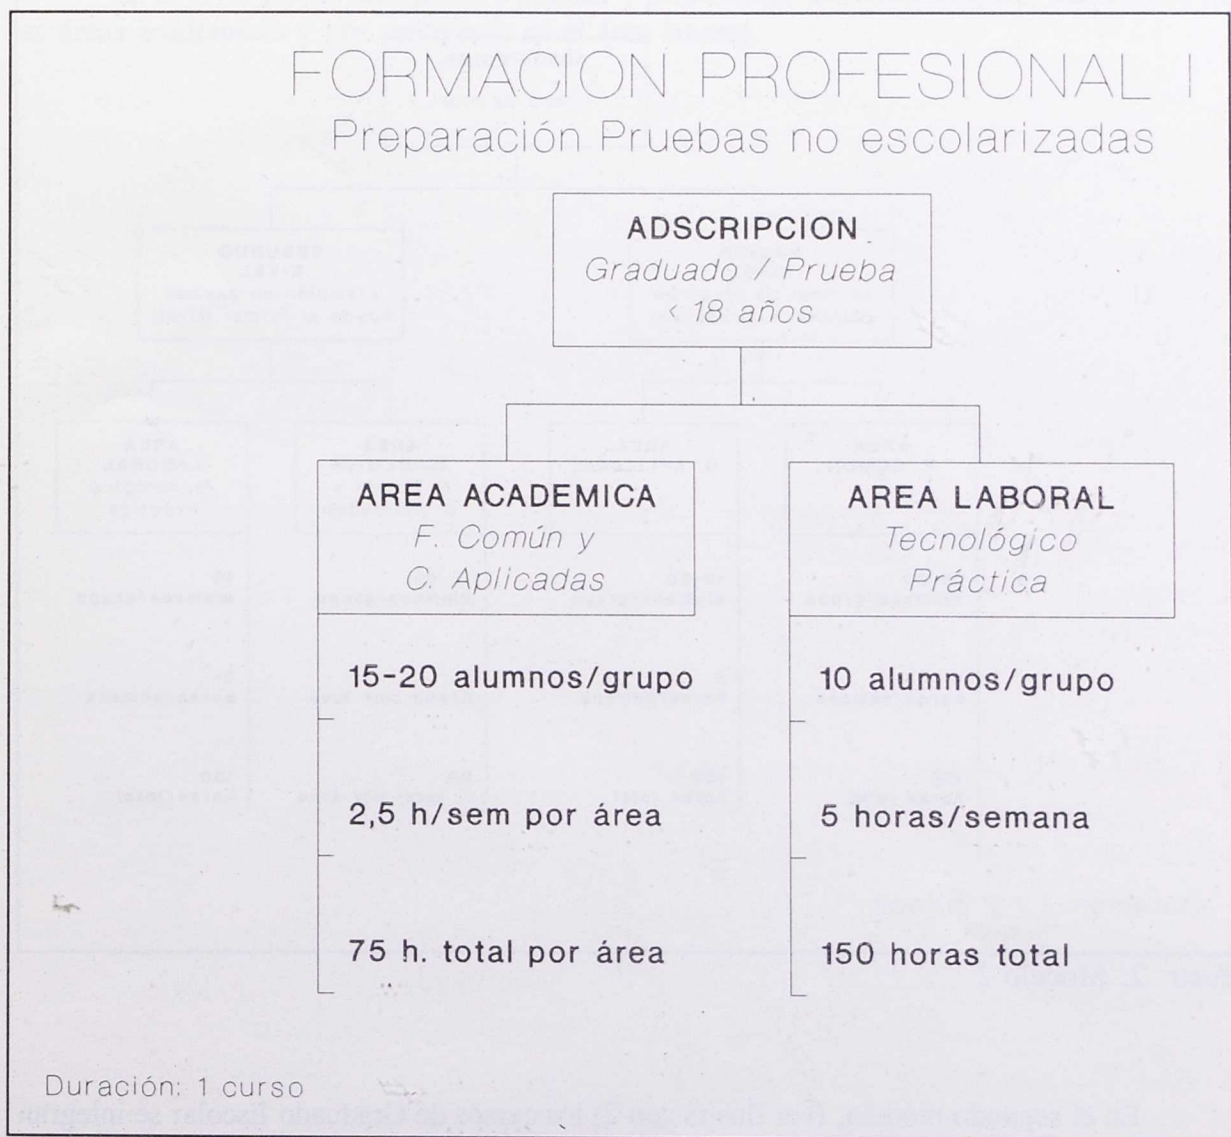 FORMACION PROFESIONAL I
Preparación Pruebas no escolarizadas
ADSCRIPCION
Graduado / Prueba
< 18 años
AREA ACADEMICA
F. Común y
C. Aplicadas
15-20 alumnos/grupo
2,5 h/sem por área
75 h. total por área
AREA LABORAL
Tecnológico
Práctica
10 alumnos/grupo
5 horas/semana
150 horas total
Duración: 1 curso